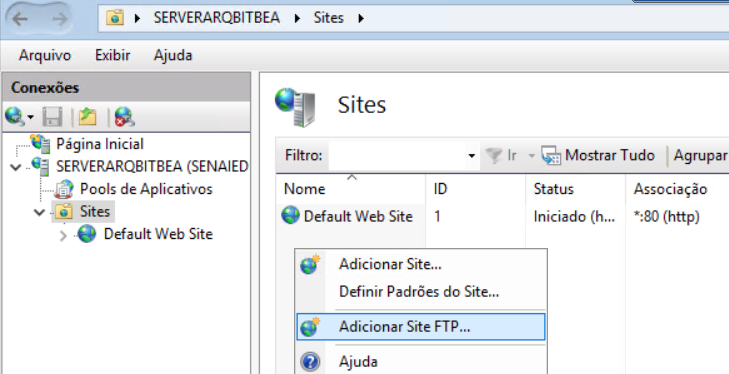 SERVERARQBITBEA Sites
Arquivo Exibir Ajuda
Conexões
Página Inicial
SERVERARQBITBEA (SENAIED
Pools de Aplicativos
Sites
Default Web Site
Sites
Filtro: Ir Mostrar Tudo Agrupar
Nome ID Status Associação
Default Web Site 1 Iniciado (h... *:80 (http)
Adicionar Site...
Definir Padrões do Site...
Adicionar Site FTP...
Ajuda